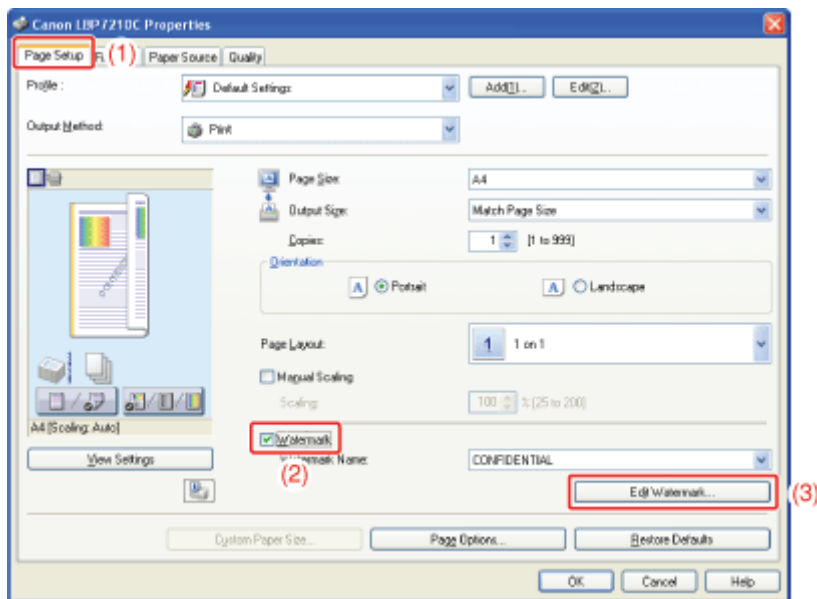 Canon LBP7210C Properties
Page Setup (1) Paper Source Quality
Profile : Default Settings Add(1)... Edit(2)...
Output Method: Print
Page Size: A4
Output Size: Match Page Size
Copies: 1 [1 to 999]
Orientation
A Portrait A Landscape
Page Layout: 1 1 on 1
Manual Scaling
Scaling: 100 % [25 to 200]
A4 [Scaling: Auto]
Watermark
(2) Watermark Name: CONFIDENTIAL
View Settings
Edit Watermark... (3)
Custom Paper Size... Page Options... Restore Defaults
OK Cancel Help